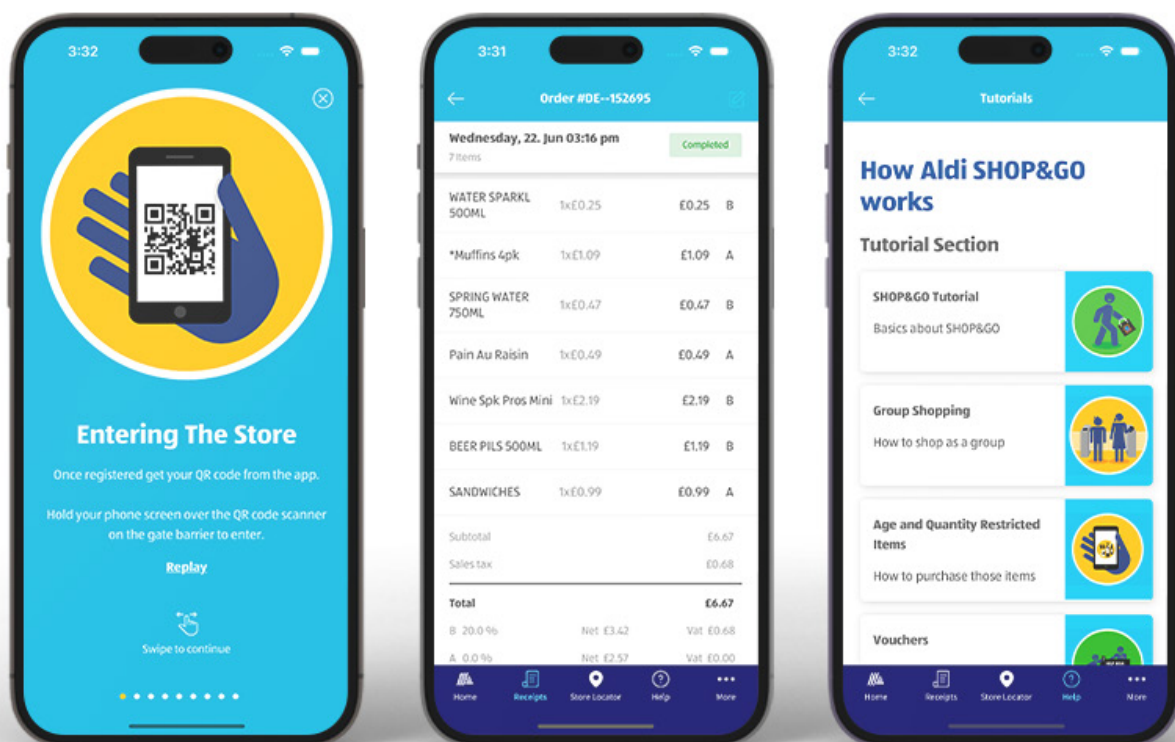 3:32
Entering The Store
Once registered get your QR code from the app.
Hold your phone screen over the QR code scanner
on the gate barrier to enter.
Replay
Swipe to continue
3:31
Order #DE--152695
Wednesday, 22. Jun 03:16 pm
7 Items
Completed
WATER SPARKL
500ML
1x£0.25 £0.25 B
*Muffins 4pk 1x£1.09 £1.09 A
SPRING WATER
750ML
1x£0.47 £0.47 B
Pain Au Raisin 1x£0.49 £0.49 A
Wine Spk Pros Mini 1x£2.19 £2.19 B
BEER PILS 500ML 1x£1.19 £1.19 B
SANDWICHES 1x£0.99 £0.99 A
Subtotal £6.67
Sales tax £0.68
Total £6.67
B 20.0 % Net £3.42 Vat £0.68
A 0.0 % Net £2.57 Vat £0.00
Home Receipts Store Locator Help More
3:32
Tutorials
How Aldi SHOP&GO
works
Tutorial Section
SHOP&GO Tutorial
Basics about SHOP&GO
Group Shopping
How to shop as a group
Age and Quantity Restricted
Items
How to purchase those items
Vouchers
Home Receipts Store Locator Help More